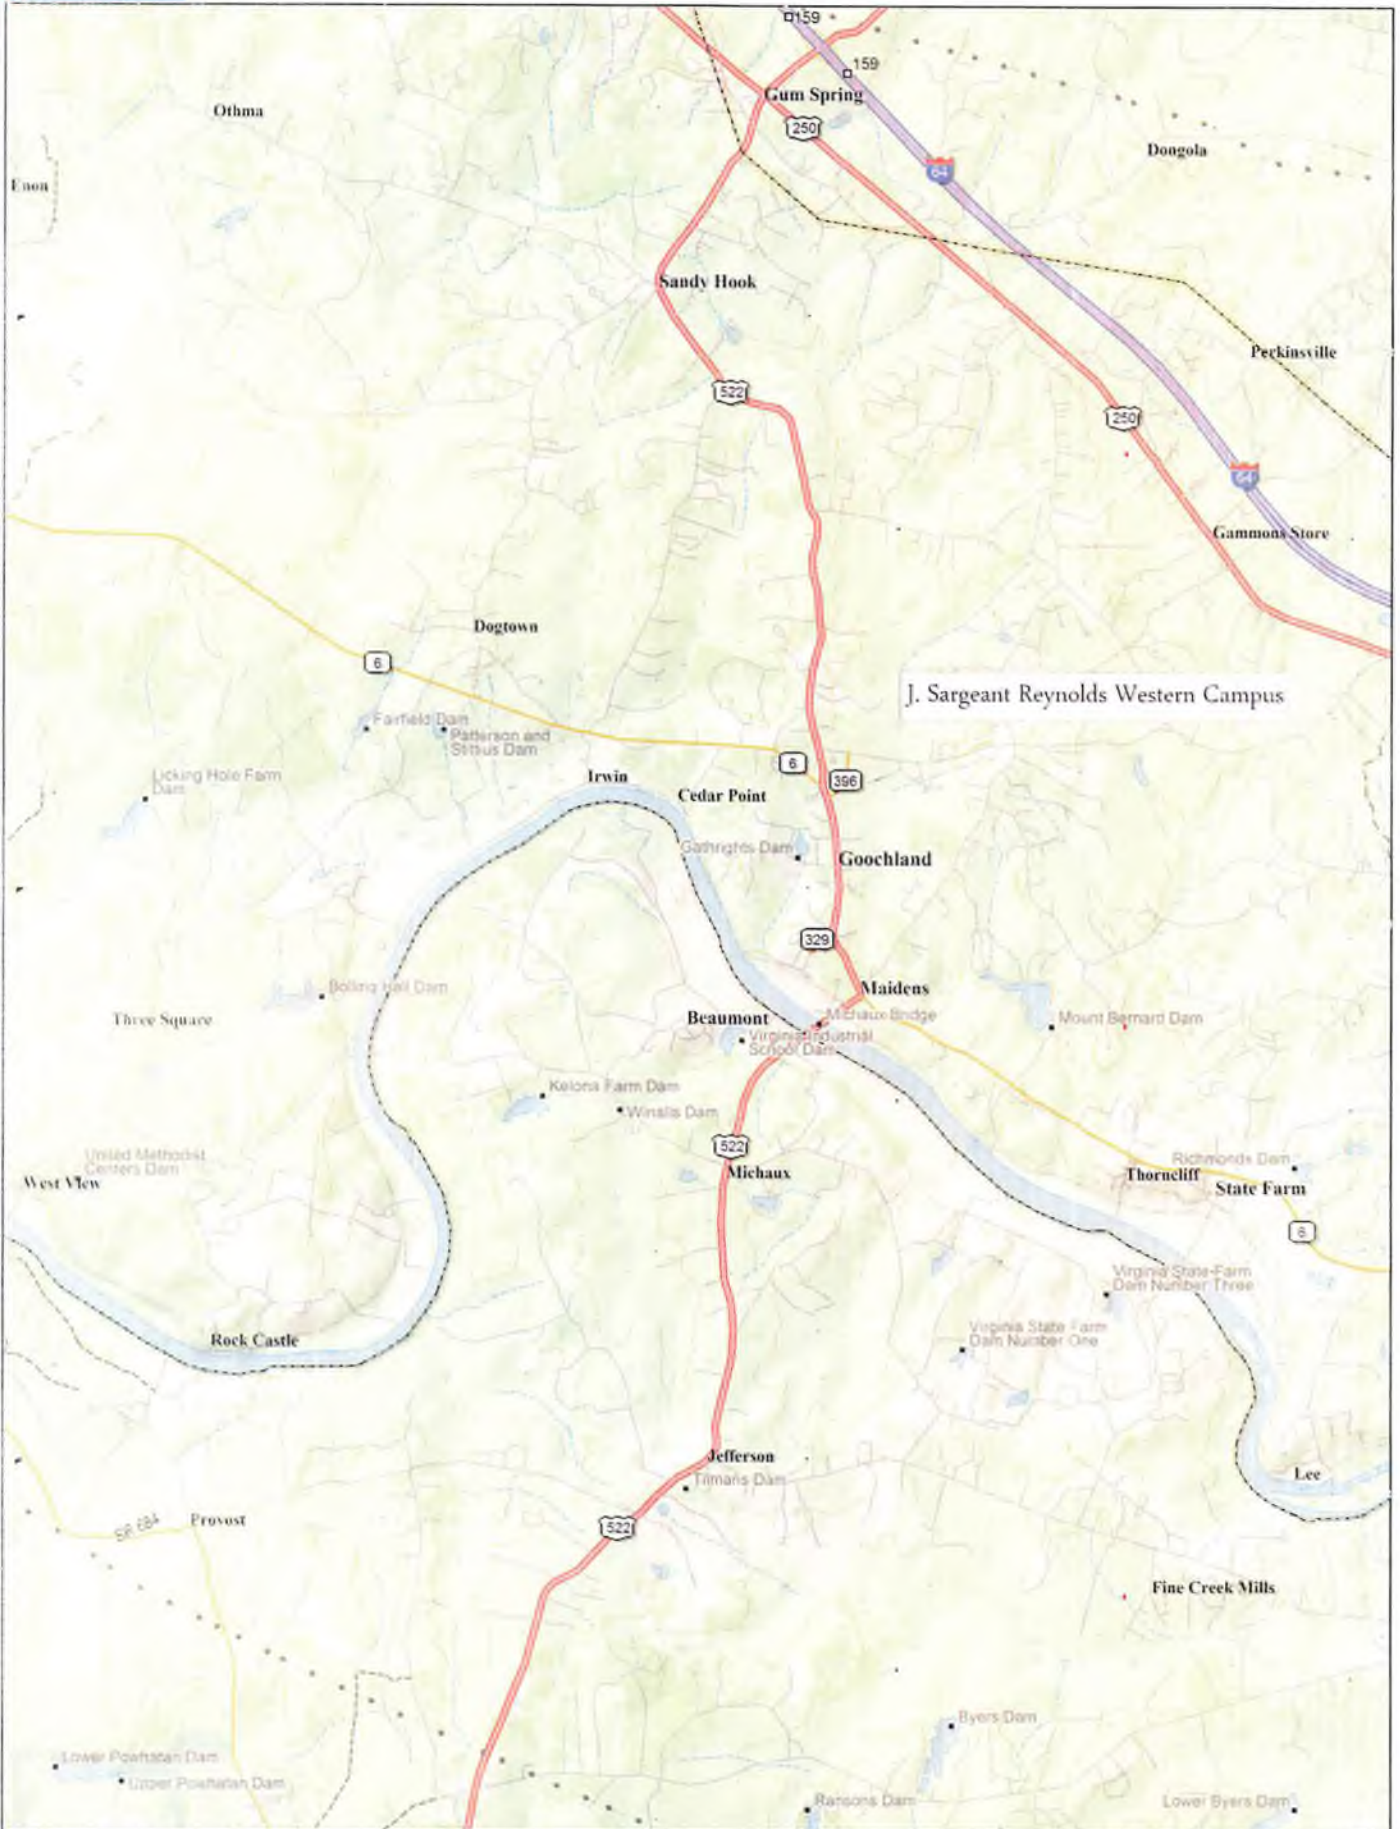 159
159
Gum Spring
Othma
250
Dongola
64
Enon
Sandy Hook
Perkinsville
522
250
64
Gammons Store
Dogtown
6
J. Sargeant Reynolds Western Campus
Fairfield Dam
Patterson and
Dam
6
Irwin
396
Licking Hole Farm
Dam
Cedar Point
Gathrights Dam
Goochland
329
Maidens
Bolling Hall Dam
Three Square
Beaumont
Michaux Bridge
Mount Bernard Dam
Virginia Industrial
School Dam
Kelona Farm Dam
Winalls Dam
522
United Methodist
Centers Dam
Richmonds Dam
West View
Michaux
Thorncliff
State Farm
6
Virginia State Farm
Dam Number Three
Rock Castle
Virginia State Farm
Dam Number One
Jefferson
Tilmans Dam
Lee
SR 684
Provost
522
Fine Creek Mills
Byers Dam
Lower Powhatan Dam
Upper Powhatan Dam
Ransons Dam
Lower Byers Dam